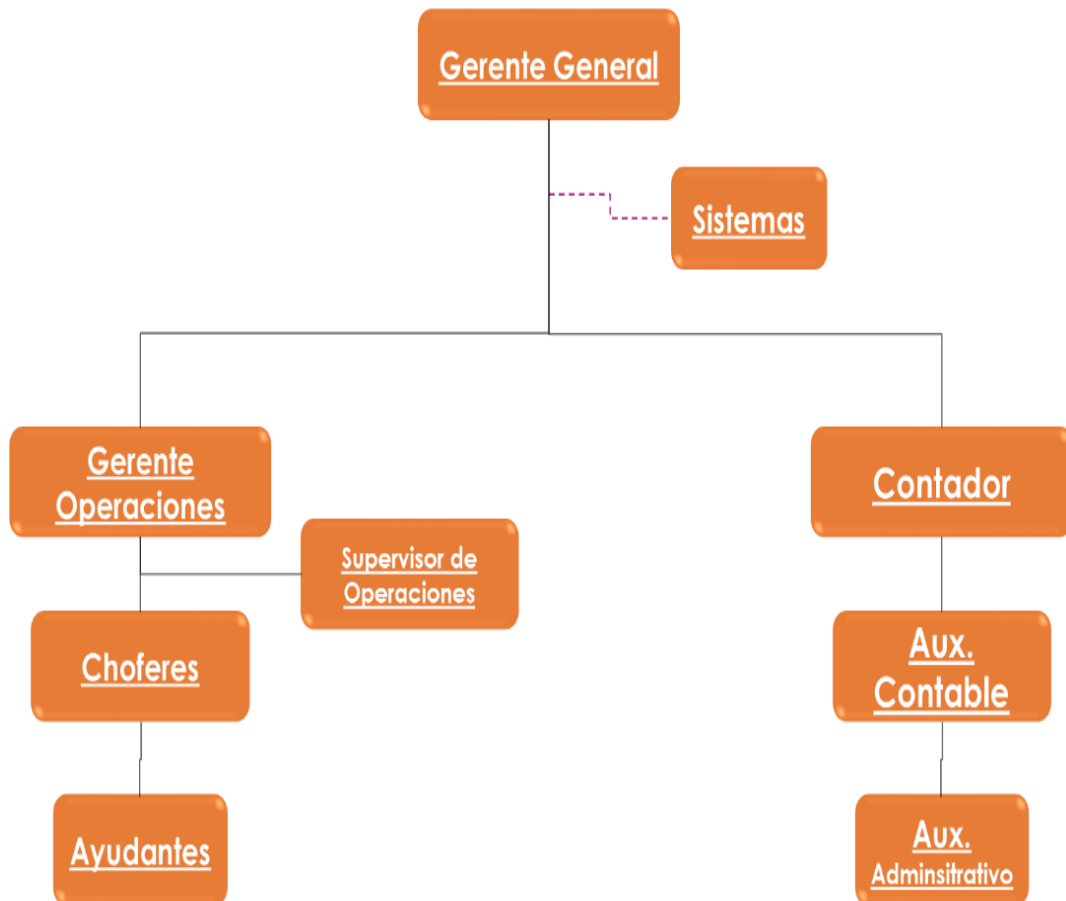 Gerente General
Sistemas
Gerente
Operaciones
Contador
Supervisor de
Operaciones
Choferes
Aux.
Contable
Ayudantes
Aux.
Adminsitrativo